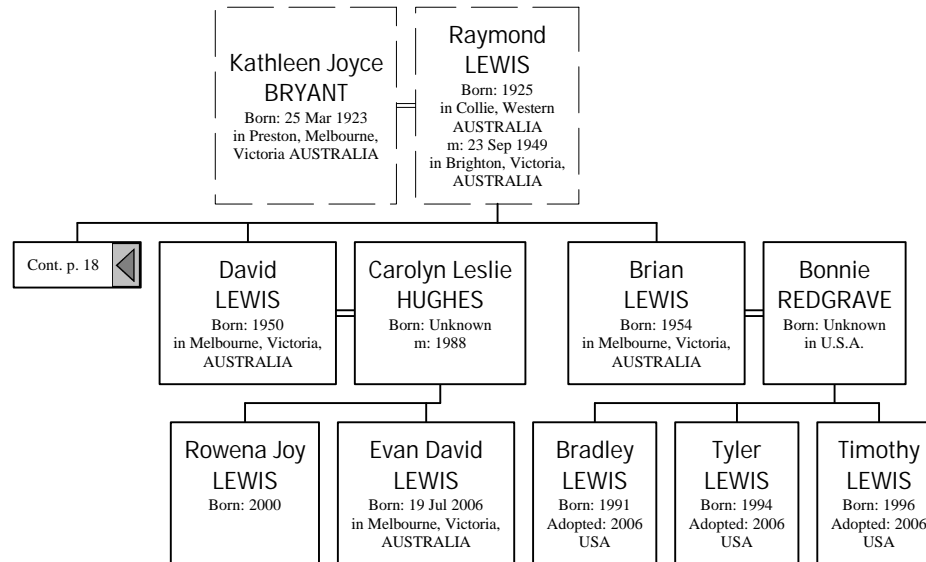 Kathleen Joyce
BRYANT
Born: 25 Mar 1923
in Preston, Melbourne,
Victoria AUSTRALIA
Raymond
LEWIS
Born: 1925
in Collie, Western
AUSTRALIA
m: 23 Sep 1949
in Brighton, Victoria,
AUSTRALIA
Cont. p. 18
David
LEWIS
Born: 1950
in Melbourne, Victoria,
AUSTRALIA
Carolyn Leslie
HUGHES
Born: Unknown
m: 1988
Brian
LEWIS
Born: 1954
in Melbourne, Victoria,
AUSTRALIA
Bonnie
REDGRAVE
Born: Unknown
in U.S.A.
Rowena Joy
LEWIS
Born: 2000
Evan David
LEWIS
Born: 19 Jul 2006
in Melbourne, Victoria,
AUSTRALIA
Bradley
LEWIS
Born: 1991
Adopted: 2006
USA
Tyler
LEWIS
Born: 1994
Adopted: 2006
USA
Timothy
LEWIS
Born: 1996
Adopted: 2006
USA